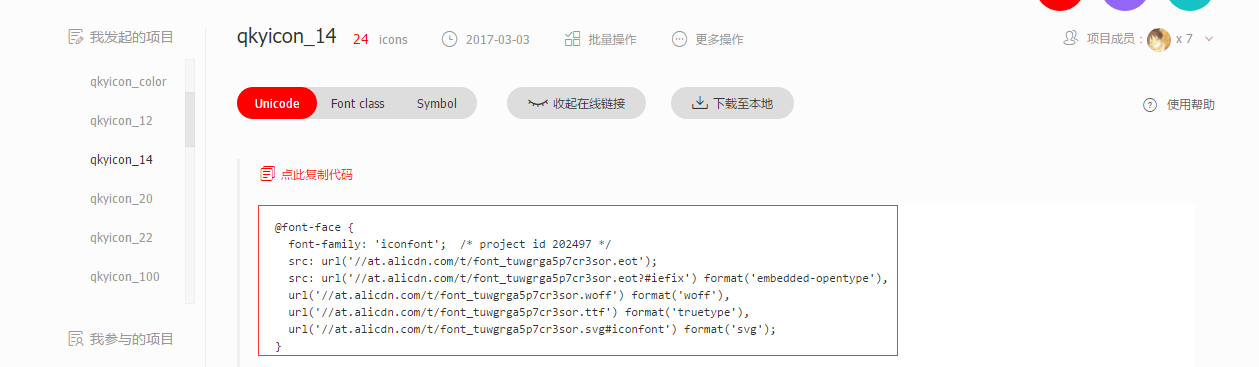 我发起的项目
qkyicon_color
qkyicon_12
qkyicon_14
qkyicon_20
qkyicon_22
qkyicon_100
我参与的项目
qkyicon_14 24 icons 2017-03-03 批量操作 更多操作 项目成员： x 7
Unicode Font class Symbol 收起在线链接 下载至本地 使用帮助
点此复制代码
@font-face {
font-family: 'iconfont'; /* project id 202497 */
src: url('//at.alicdn.com/t/font_tuwgrga5p7cr3sor.eot');
src: url('//at.alicdn.com/t/font_tuwgrga5p7cr3sor.eot?#iefix') format('embedded-opentype'),
url('//at.alicdn.com/t/font_tuwgrga5p7cr3sor.woff') format('woff'),
url('//at.alicdn.com/t/font_tuwgrga5p7cr3sor.ttf') format('truetype'),
url('//at.alicdn.com/t/font_tuwgrga5p7cr3sor.svg#iconfont') format('svg');
}